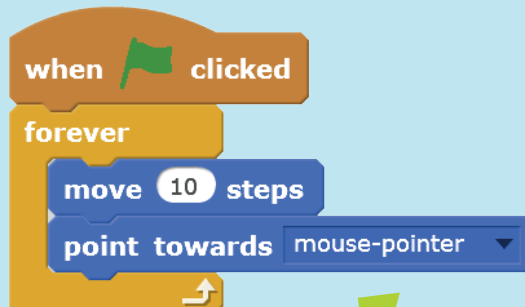 when clicked
forever
move 10 steps
point towards mouse-pointer